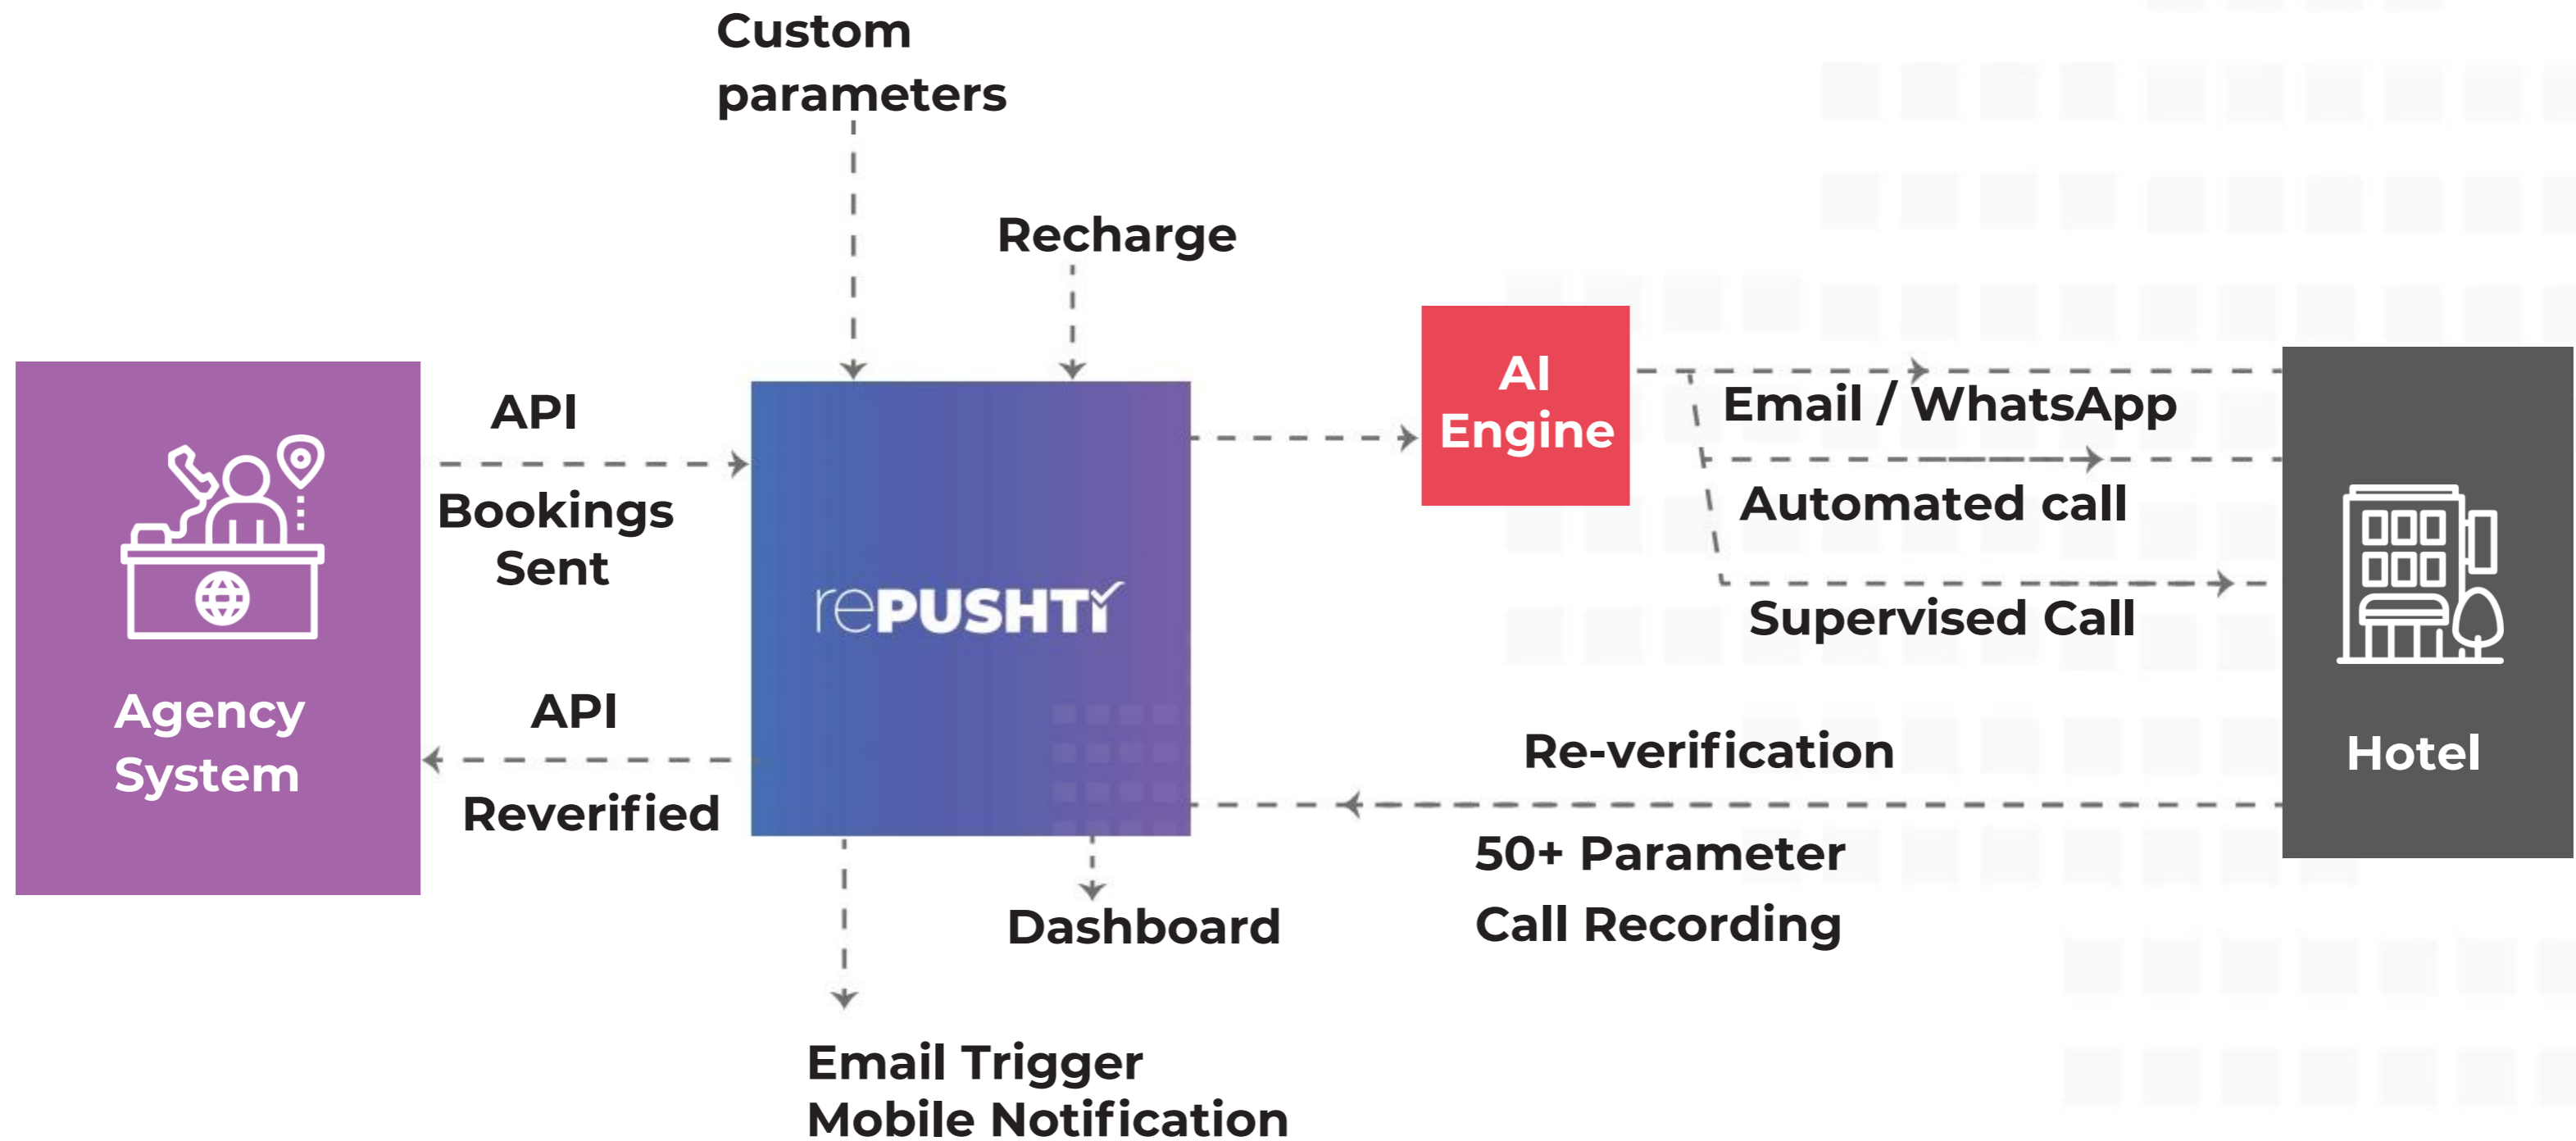 Custom
parameters
Recharge
AI
Engine
API
Bookings
Sent
Email / WhatsApp
Automated call
Supervised Call
rePUSHTI
Agency
System
API
Reverified
Re-verification
50+ Parameter
Call Recording
Hotel
Dashboard
Email Trigger
Mobile Notification